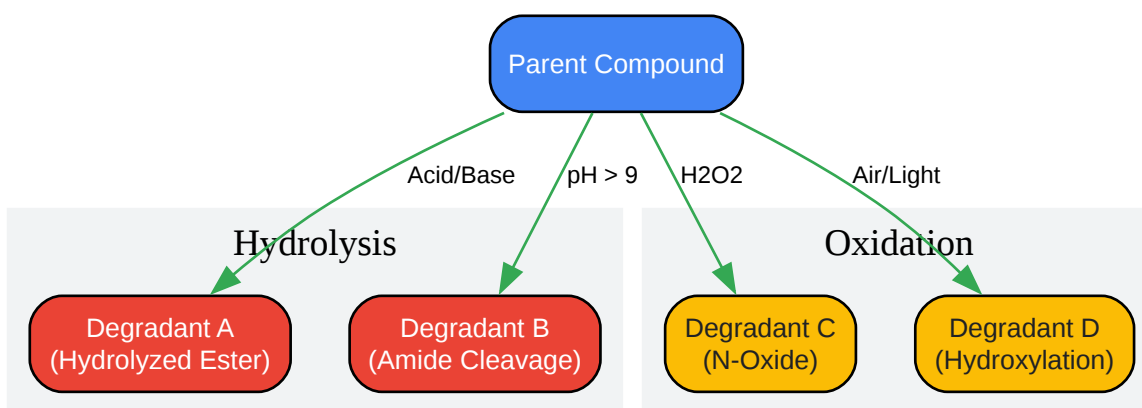 Parent Compound
Acid/Base
pH > 9
H2O2
Air/Light
Hydrolysis
Oxidation
Degradant A
(Hydrolyzed Ester)
Degradant B
(Amide Cleavage)
Degradant C
(N-Oxide)
Degradant D
(Hydroxylation)